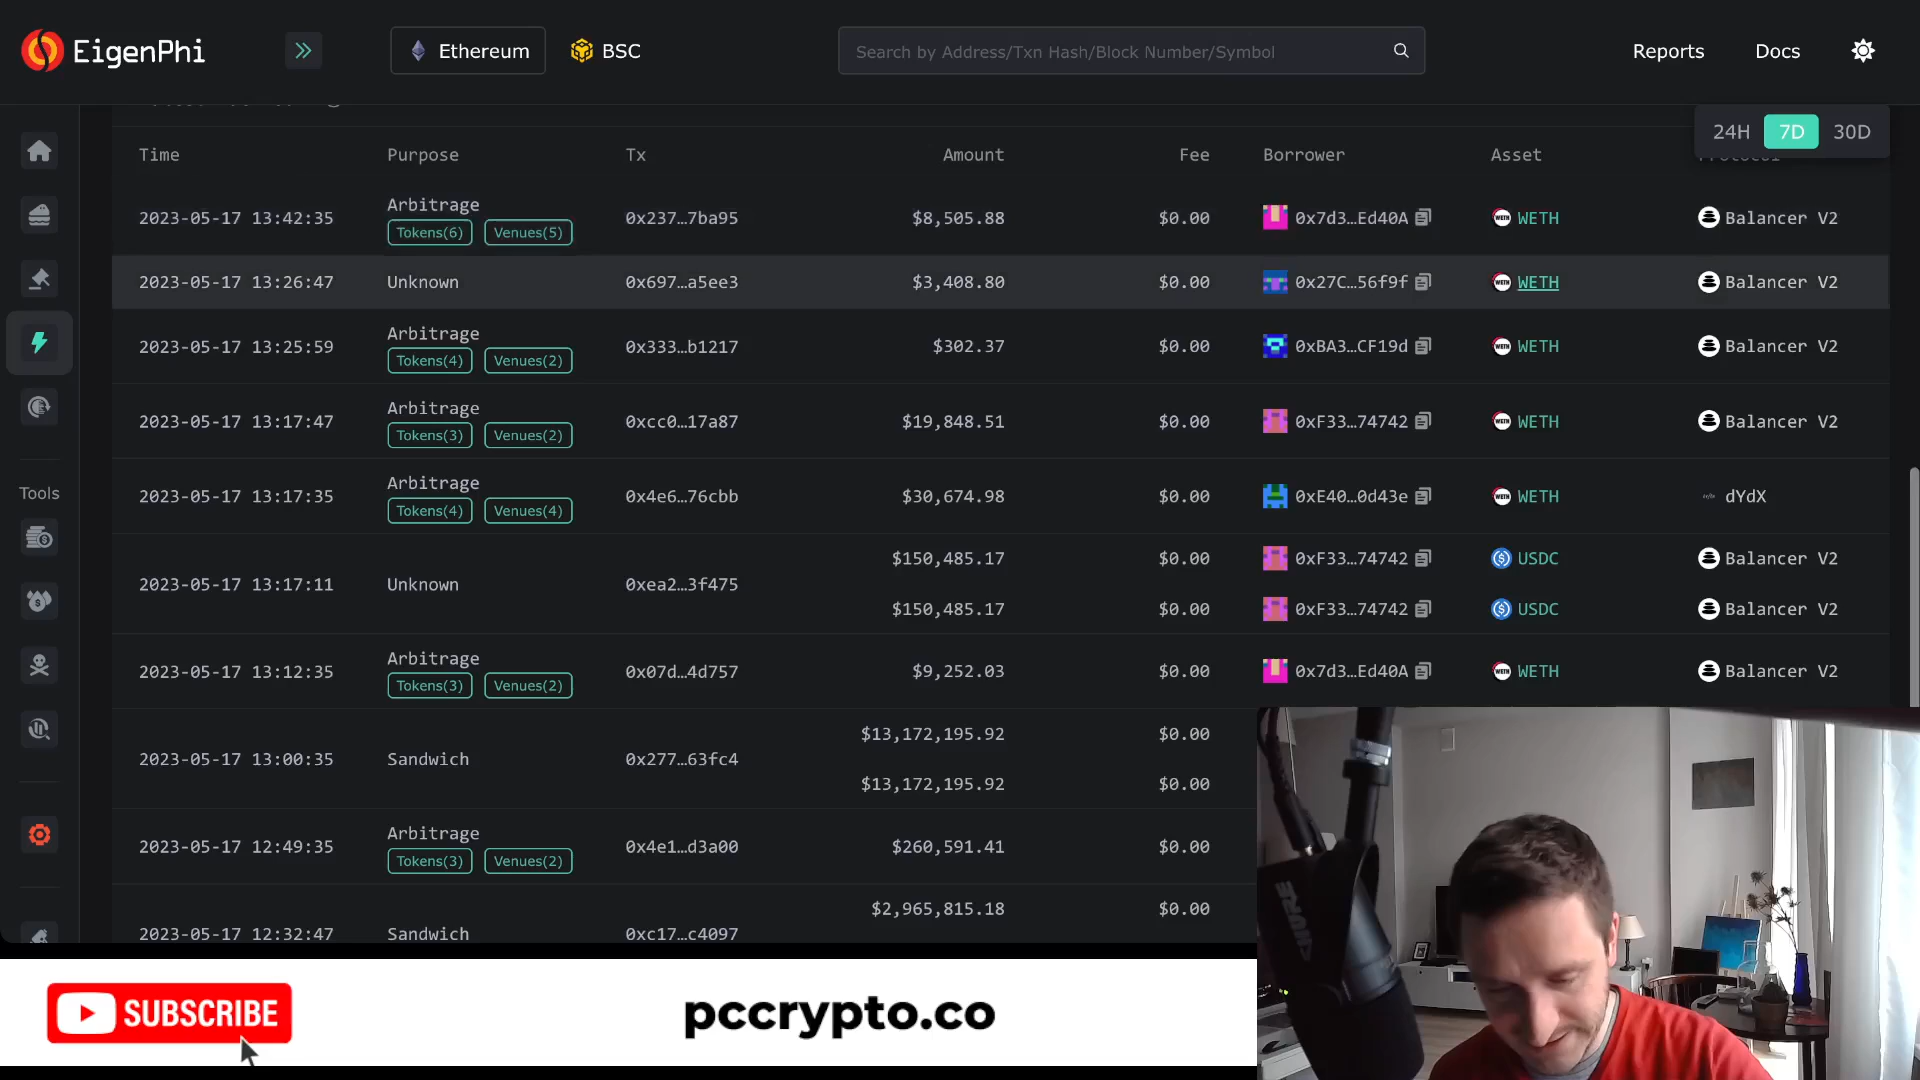 EigenPhi
Ethereum
BSC
Search by Address/Txn Hash/Block Number/Symbol
Reports
Docs
24H 7D 30D
Time Purpose Tx Amount Fee Borrower Asset
2023-05-17 13:42:35 Arbitrage Tokens(6) Venues(5) 0x237...7ba95 $8,505.88 $0.00 0x7d3...Ed40A WETH Balancer V2
2023-05-17 13:26:47 Unknown 0x697...a5ee3 $3,408.80 $0.00 0x27C...56f9f WETH Balancer V2
2023-05-17 13:25:59 Arbitrage Tokens(4) Venues(2) 0x333...b1217 $302.37 $0.00 0xBA3...CF19d WETH Balancer V2
2023-05-17 13:17:47 Arbitrage Tokens(3) Venues(2) 0xcc0...17a87 $19,848.51 $0.00 0xF33...74742 WETH Balancer V2
2023-05-17 13:17:35 Arbitrage Tokens(4) Venues(4) 0x4e6...76cbb $30,674.98 $0.00 0xE40...0d43e WETH dYdX
2023-05-17 13:17:11 Unknown 0xea2...3f475 $150,485.17 $0.00 0xF33...74742 USDC Balancer V2
$150,485.17 $0.00 0xF33...74742 USDC Balancer V2
2023-05-17 13:12:35 Arbitrage Tokens(3) Venues(2) 0x07d...4d757 $9,252.03 $0.00 0x7d3...Ed40A WETH Balancer V2
2023-05-17 13:00:35 Sandwich 0x277...63fc4 $13,172,195.92 $0.00
$13,172,195.92 $0.00
2023-05-17 12:49:35 Arbitrage Tokens(3) Venues(2) 0x4e1...d3a00 $260,591.41 $0.00
2023-05-17 12:32:47 Sandwich 0xc17...c4097 $2,965,815.18 $0.00
Tools
SUBSCRIBE
pccrypto.co
SHURE